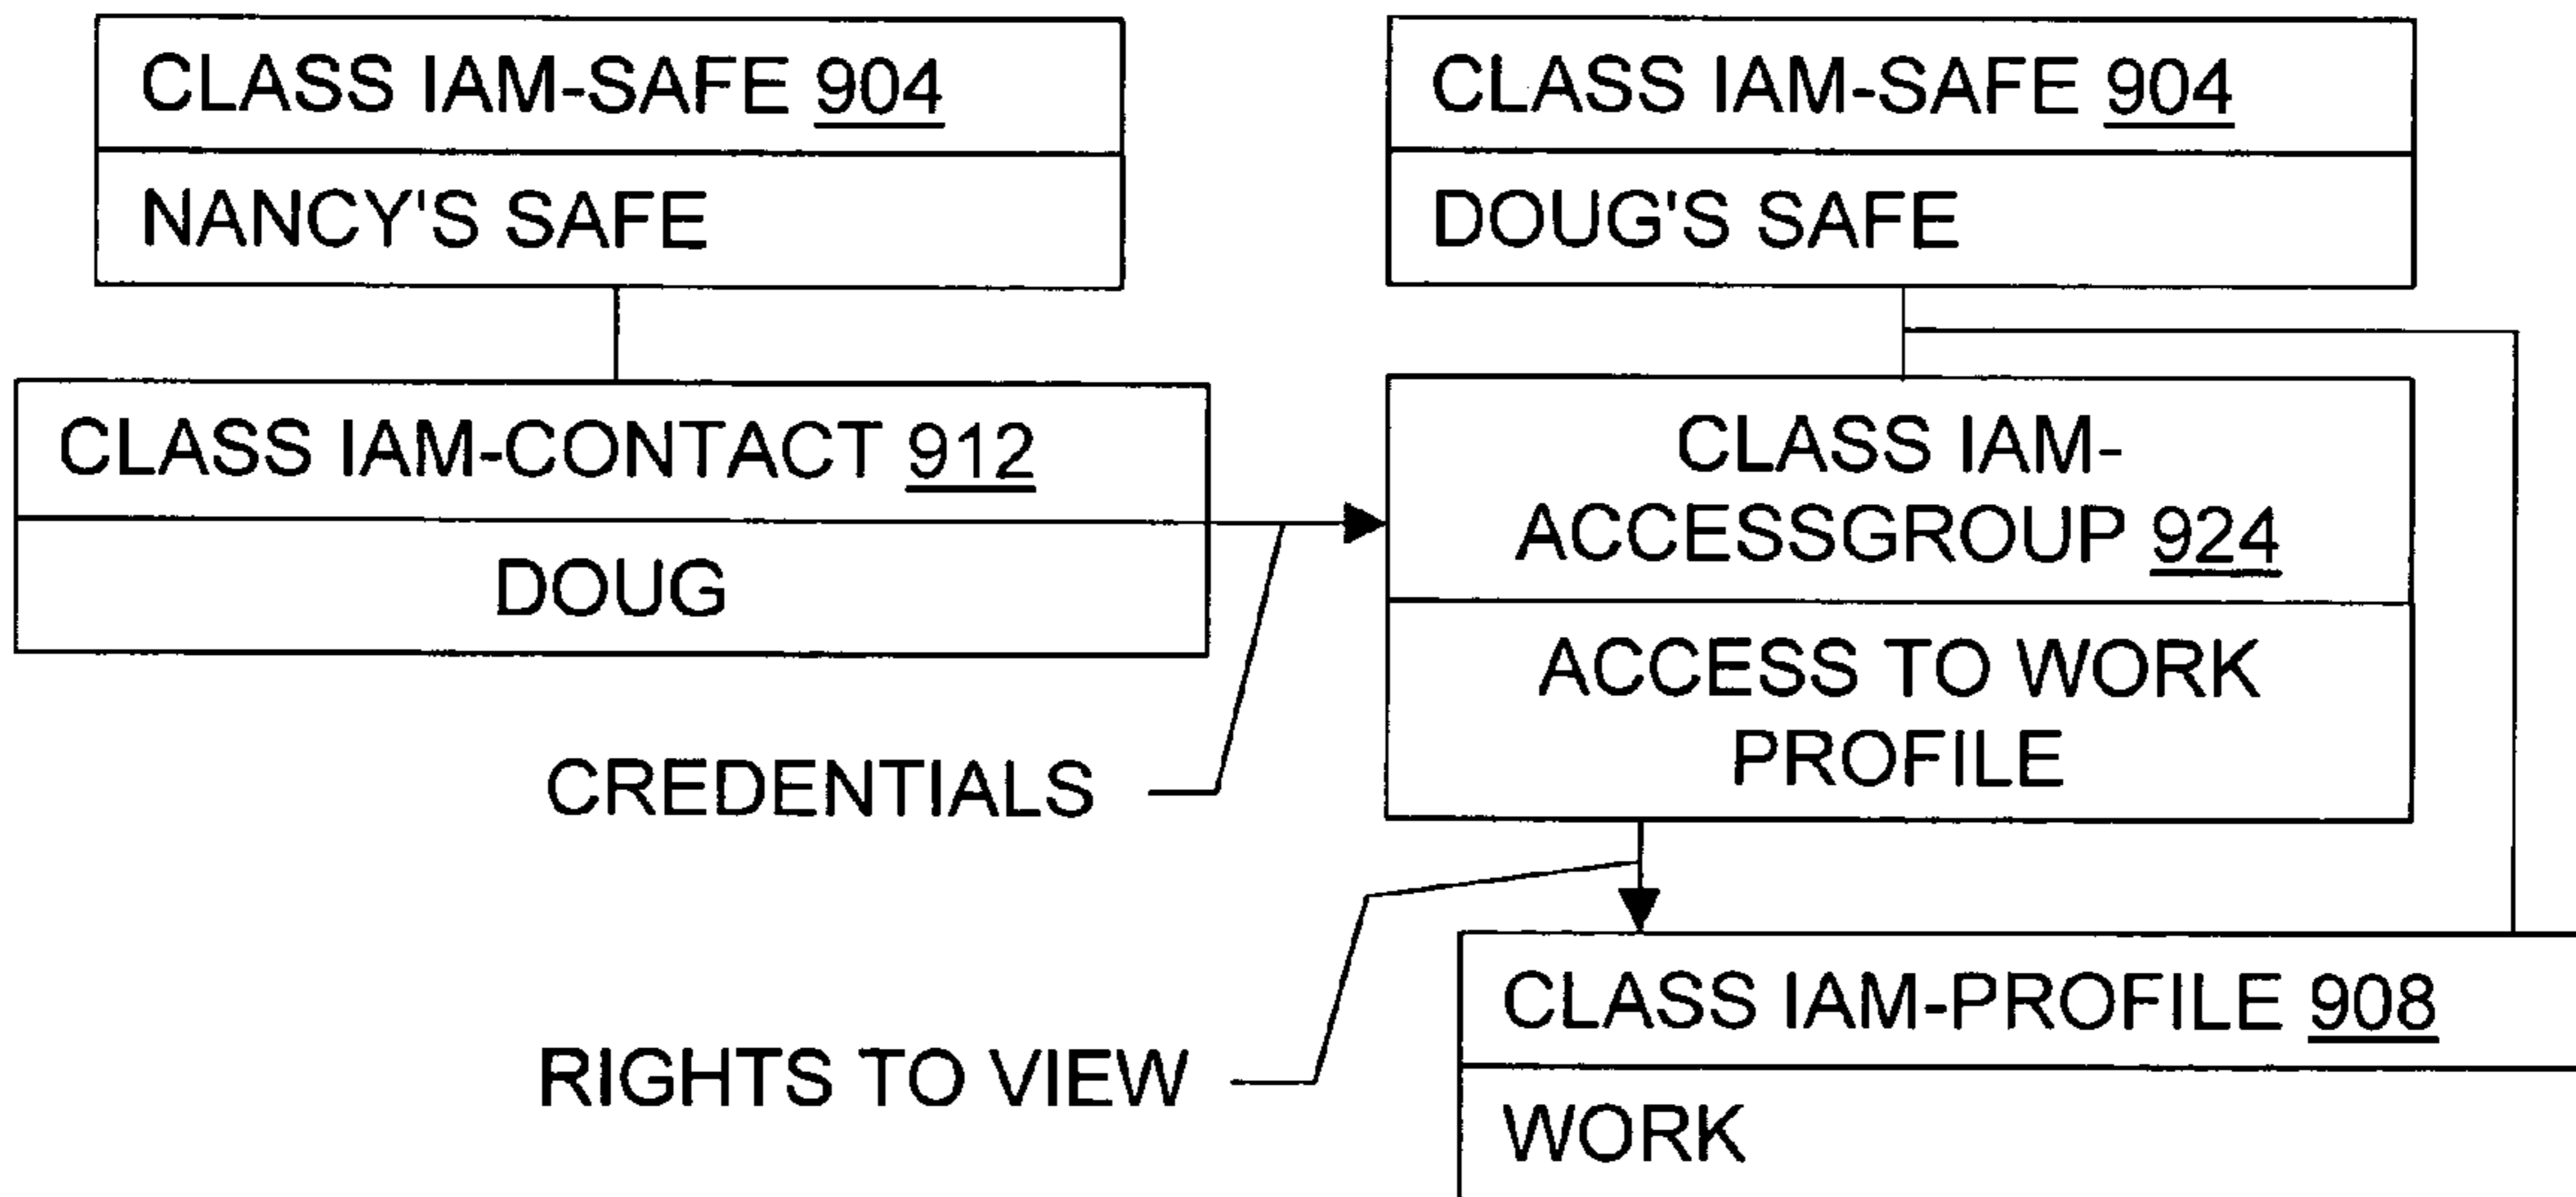 CLASS IAM-SAFE 904
NANCY'S SAFE
CLASS IAM-SAFE 904
DOUG'S SAFE
CLASS IAM-CONTACT 912
DOUG
CLASS IAM-
ACCESSGROUP 924
ACCESS TO WORK
PROFILE
CREDENTIALS
RIGHTS TO VIEW
CLASS IAM-PROFILE 908
WORK